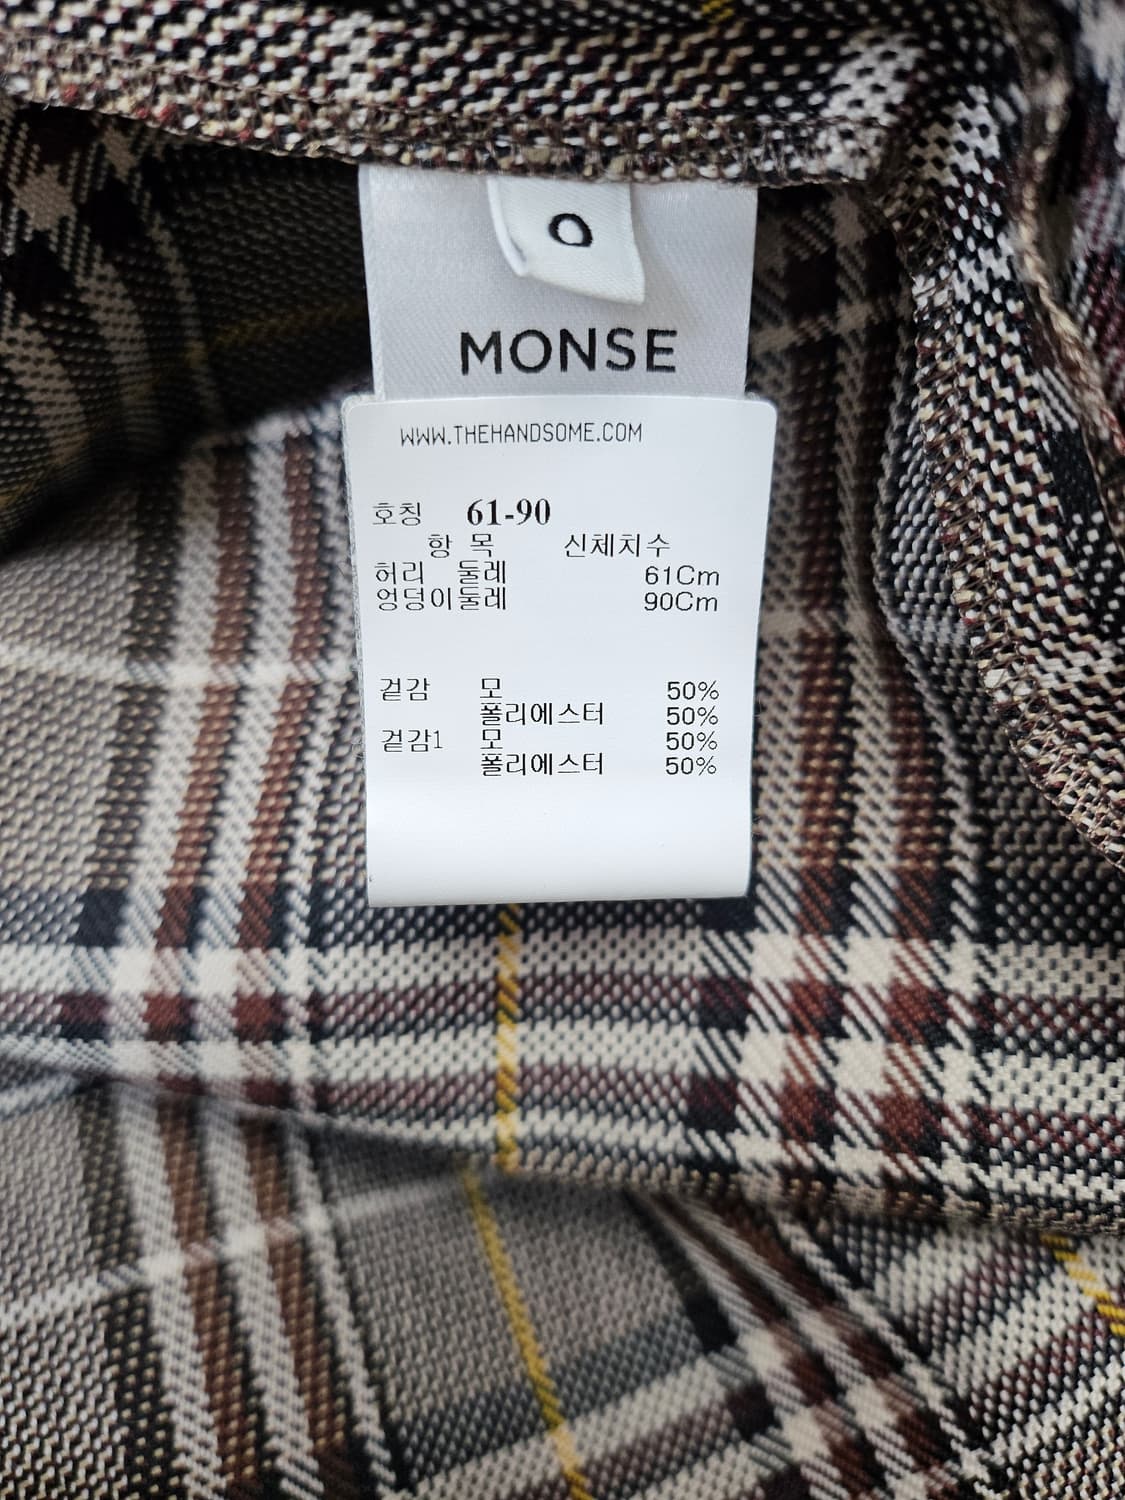 0
MONSE
WWW.THEHANDSOME.COM
호칭 61-90
항 목 신체치수
허리 둘레 61Cm
엉덩이둘레 90Cm
겉감 모 50%
폴리에스터 50%
겉감1 모 50%
폴리에스터 50%